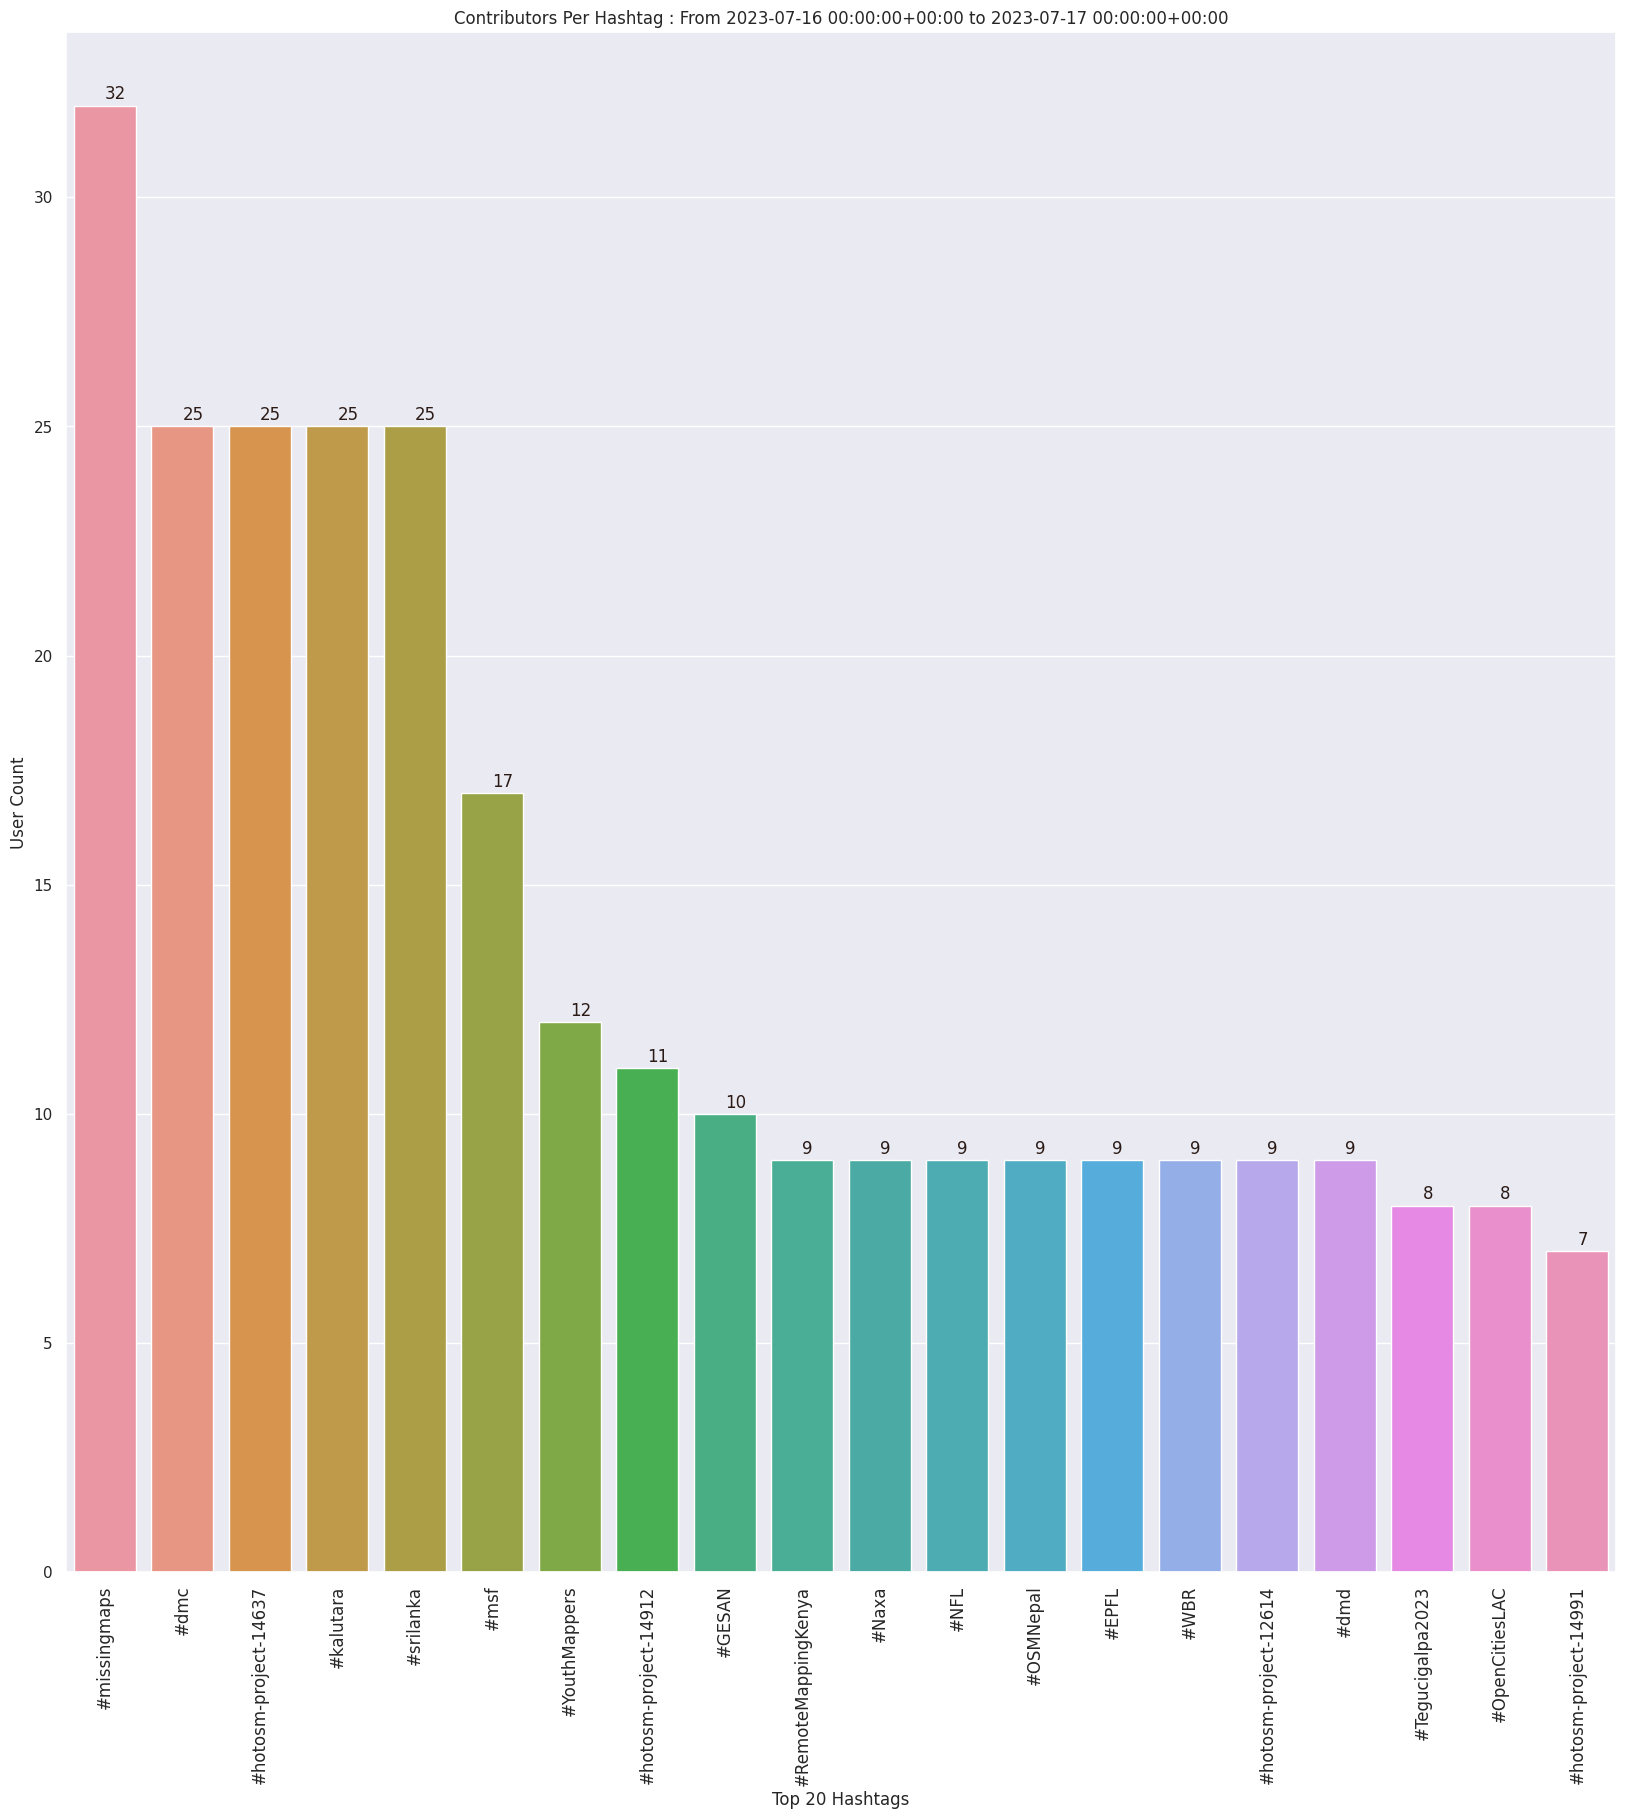 Contributors Per Hashtag : From 2023-07-16 00:00:00+00:00 to 2023-07-17 00:00:00+00:00
User Count
30
25
20
15
10
5
0
32
25
25
25
25
17
12
11
10
9
9
9
9
9
9
9
9
8
8
7
#missingmaps
#dmc
#hotosm-project-14637
#kalutara
#srilanka
#msf
#YouthMappers
#hotosm-project-14912
#GESAN
#RemoteMappingKenya
#Naxa
#NFL
#OSMNepal
#EPFL
#WBR
#hotosm-project-12614
#dmd
#Tegucigalpa2023
#OpenCitiesLAC
#hotosm-project-14991
Top 20 Hashtags